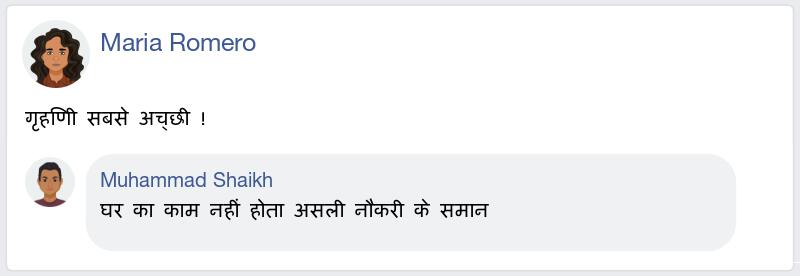 Maria Romero
गृहणिी सबसे अच्छी !
Muhammad Shaikh
घर का काम नहीं होता असली नौकरी के समान